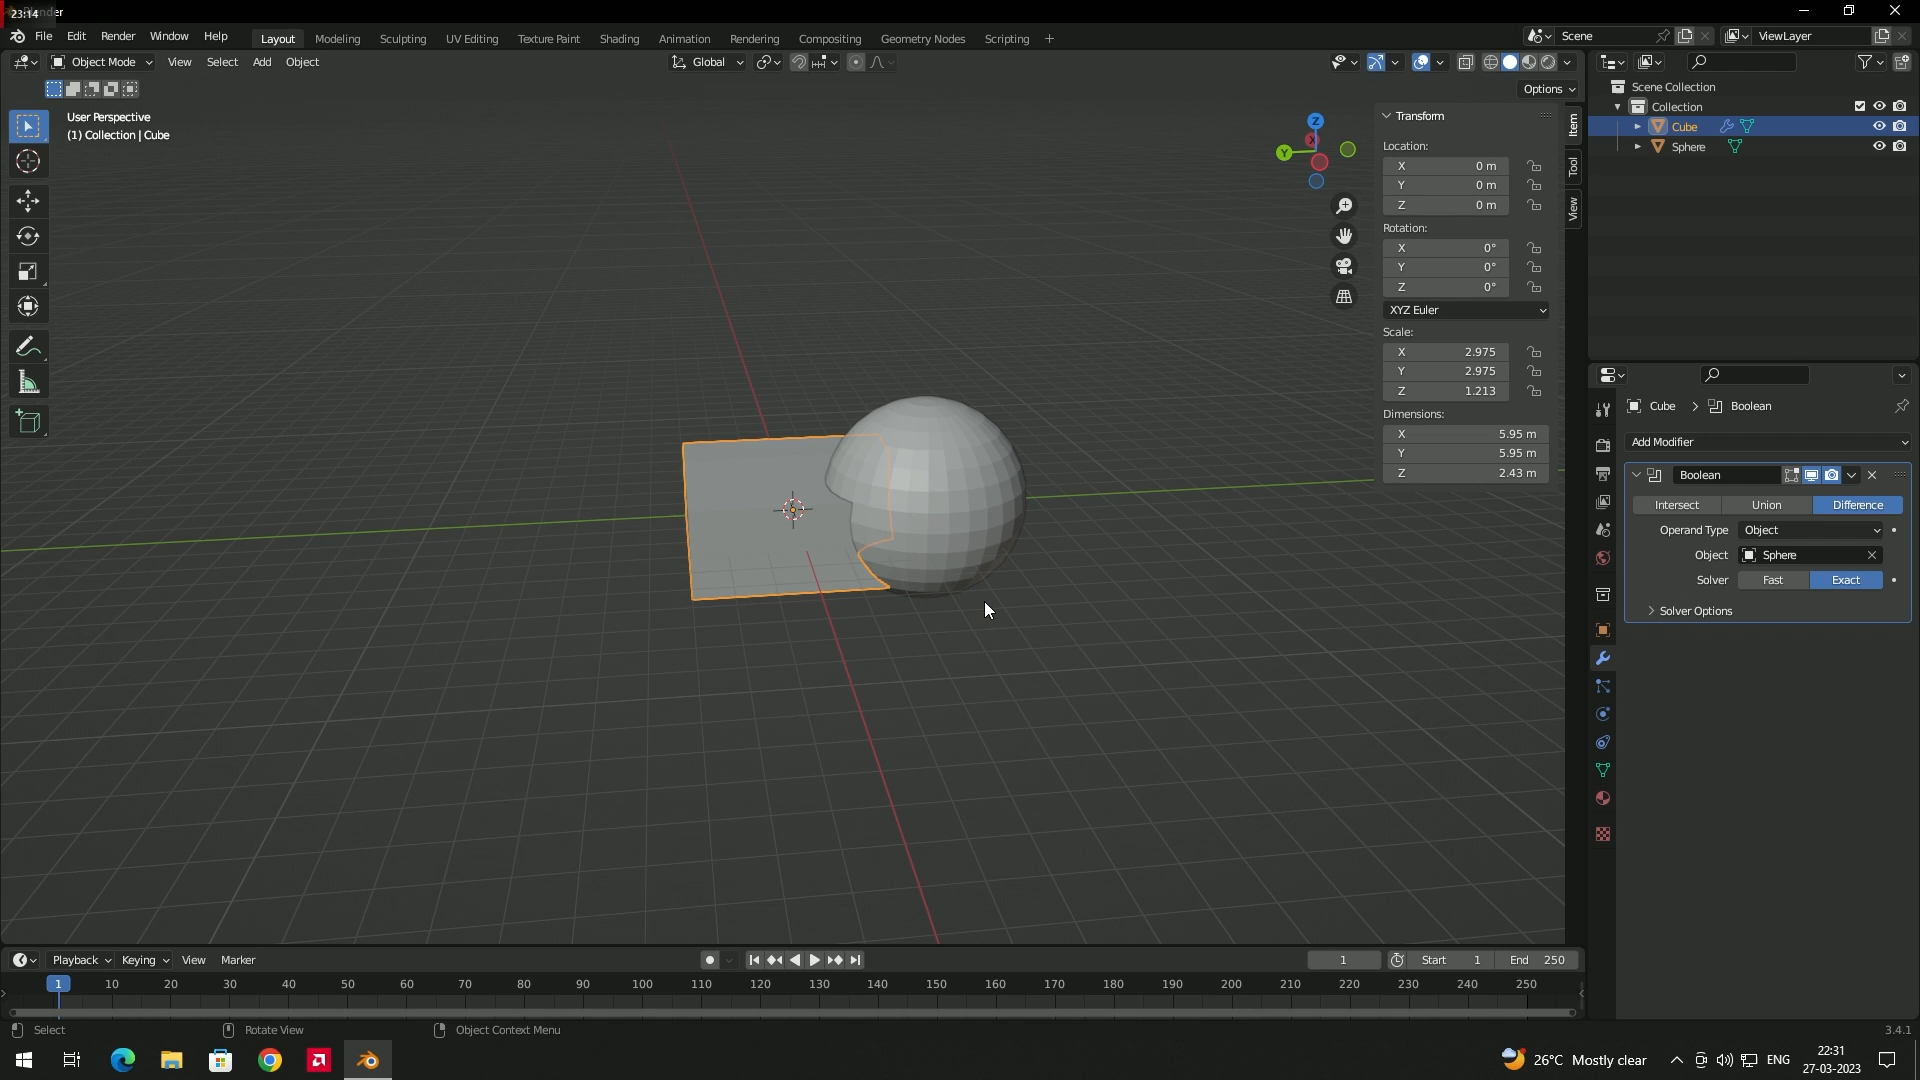 23:14
Blender
File Edit Render Window Help
Layout Modeling Sculpting UV Editing Texture Paint Shading Animation Rendering Compositing Geometry Nodes Scripting +
Scene
ViewLayer
Object Mode View Select Add Object
Global
Options
User Perspective
(1) Collection | Cube
Z
X
Y
Item
Tool
View
Transform
Location:
X 0 m
Y 0 m
Z 0 m
Rotation:
X 0°
Y 0°
Z 0°
XYZ Euler
Scale:
X 2.975
Y 2.975
Z 1.213
Dimensions:
X 5.95 m
Y 5.95 m
Z 2.43 m
Scene Collection
Collection
Cube
Sphere
Cube > Boolean
Add Modifier
Boolean
Intersect Union Difference
Operand Type Object
Object Sphere
Solver Fast Exact
Solver Options
Playback Keying View Marker
1
Start 1
End 250
1 10 20 30 40 50 60 70 80 90 100 110 120 130 140 150 160 170 180 190 200 210 220 230 240 250
Select
Rotate View
Object Context Menu
3.4.1
26°C Mostly clear
ENG
22:31
27-03-2023